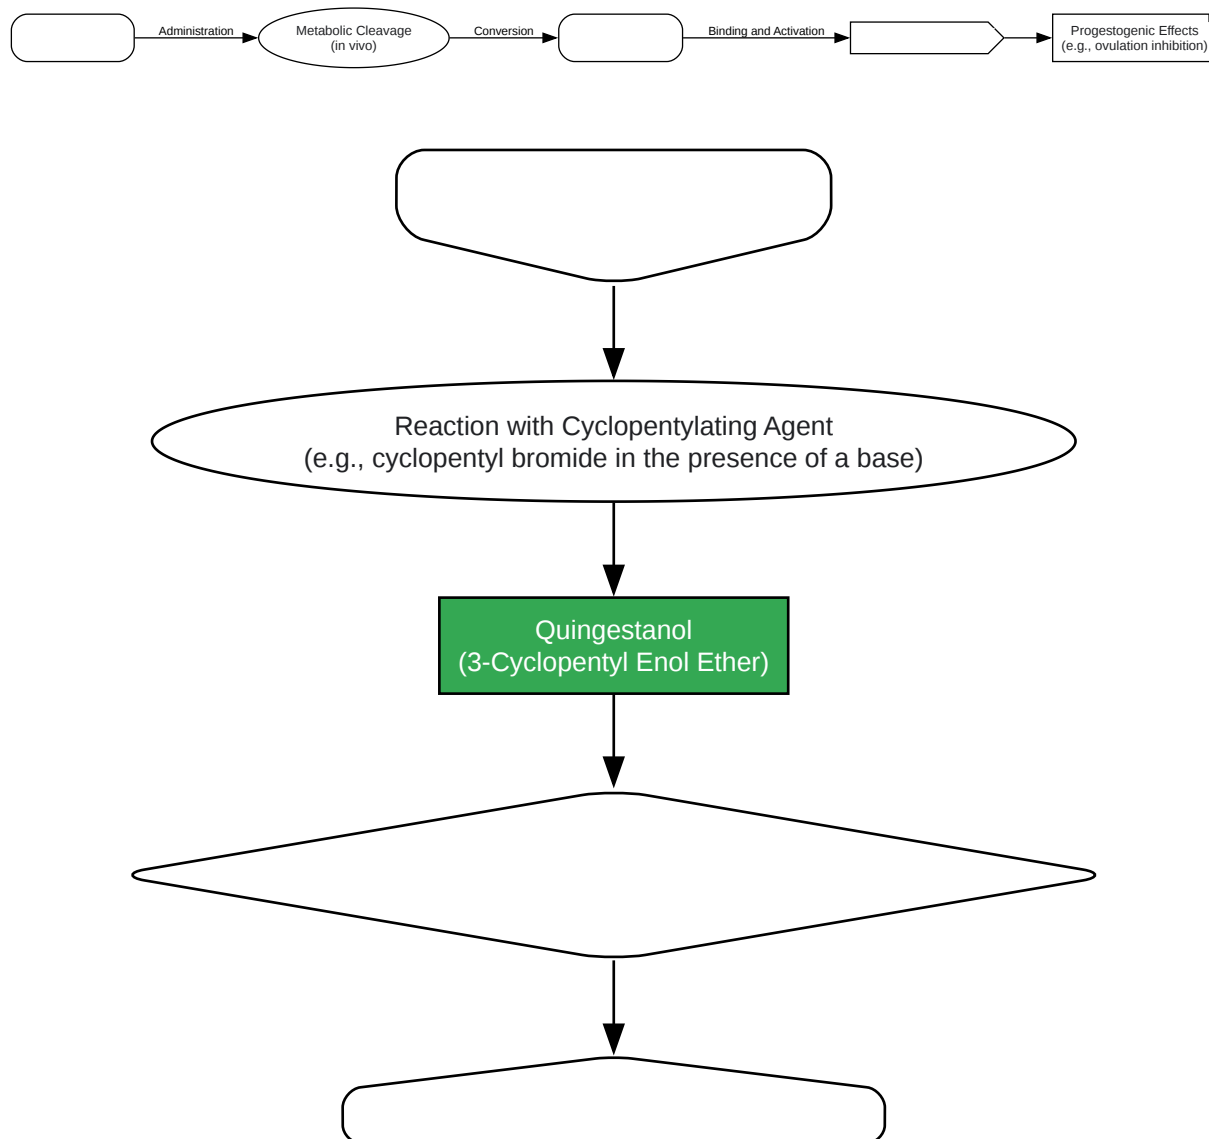 Administration
Metabolic Cleavage
(in vivo)
Conversion
Binding and Activation
Progestogenic Effects
(e.g., ovulation inhibition)
Reaction with Cyclopentylating Agent
(e.g., cyclopentyl bromide in the presence of a base)
Quingestanol
(3-Cyclopentyl Enol Ether)